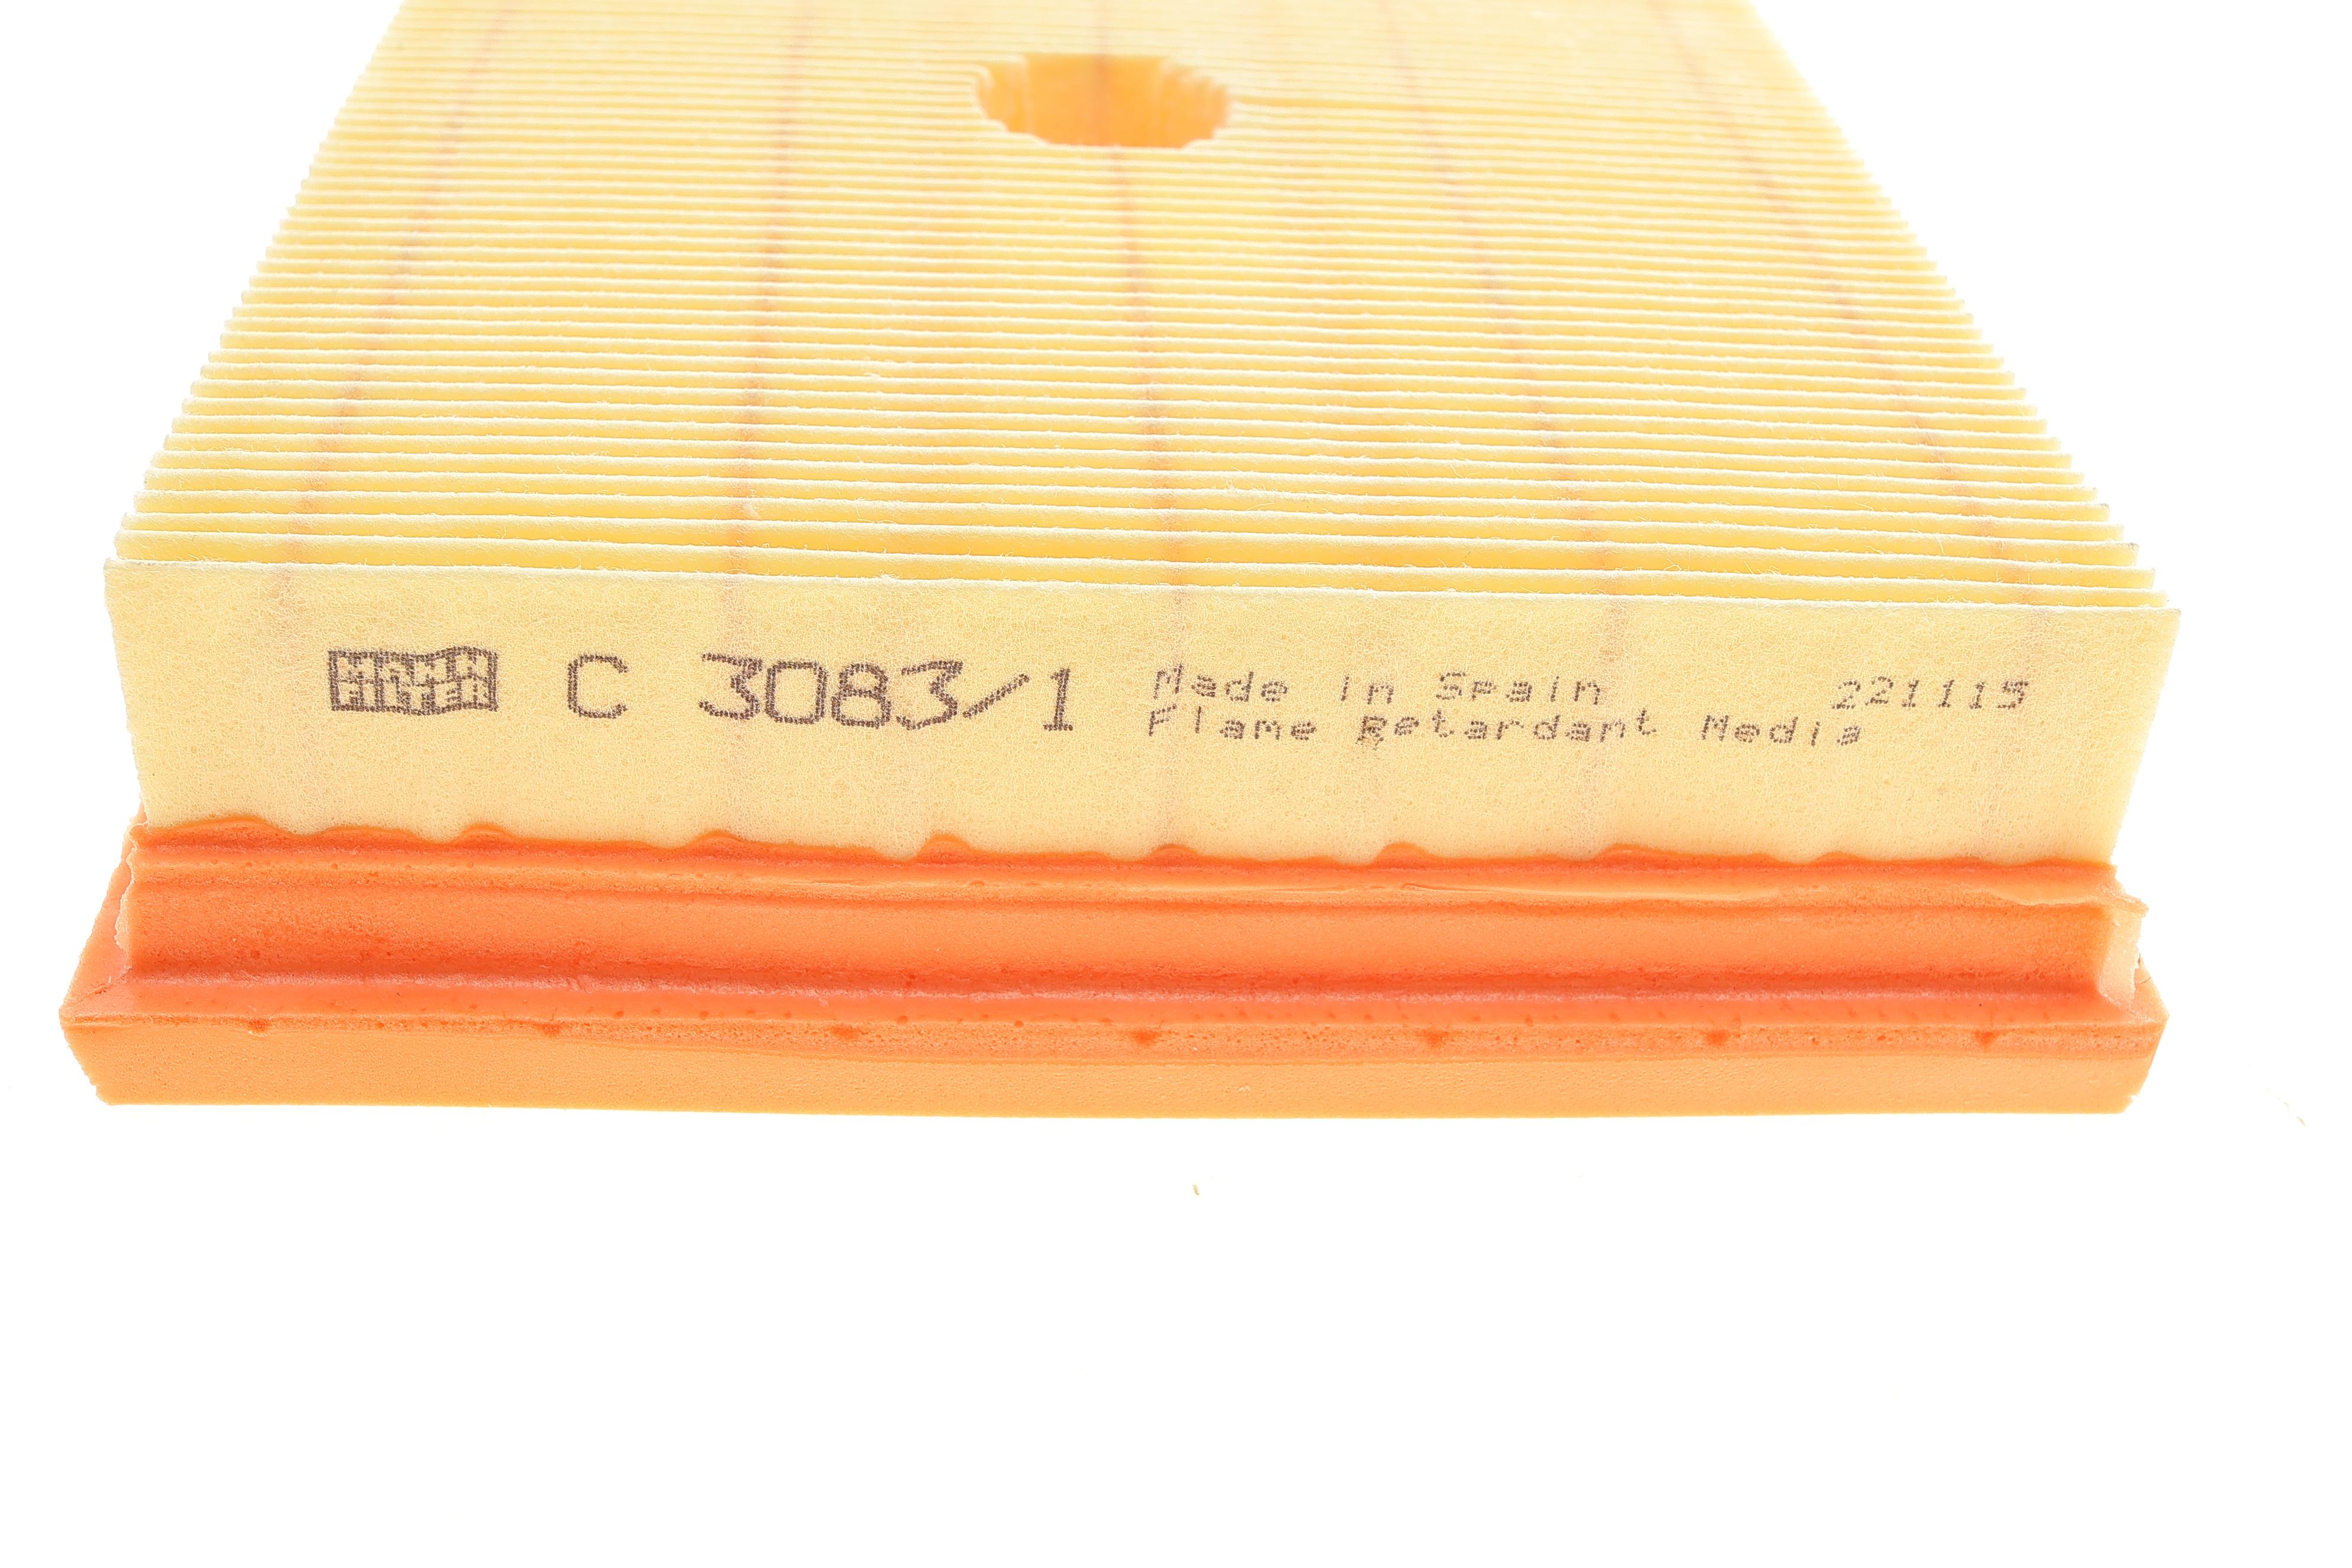 MANN
FILTER
C 3083/1
Made in Spain 221115
Flame Retardant Media